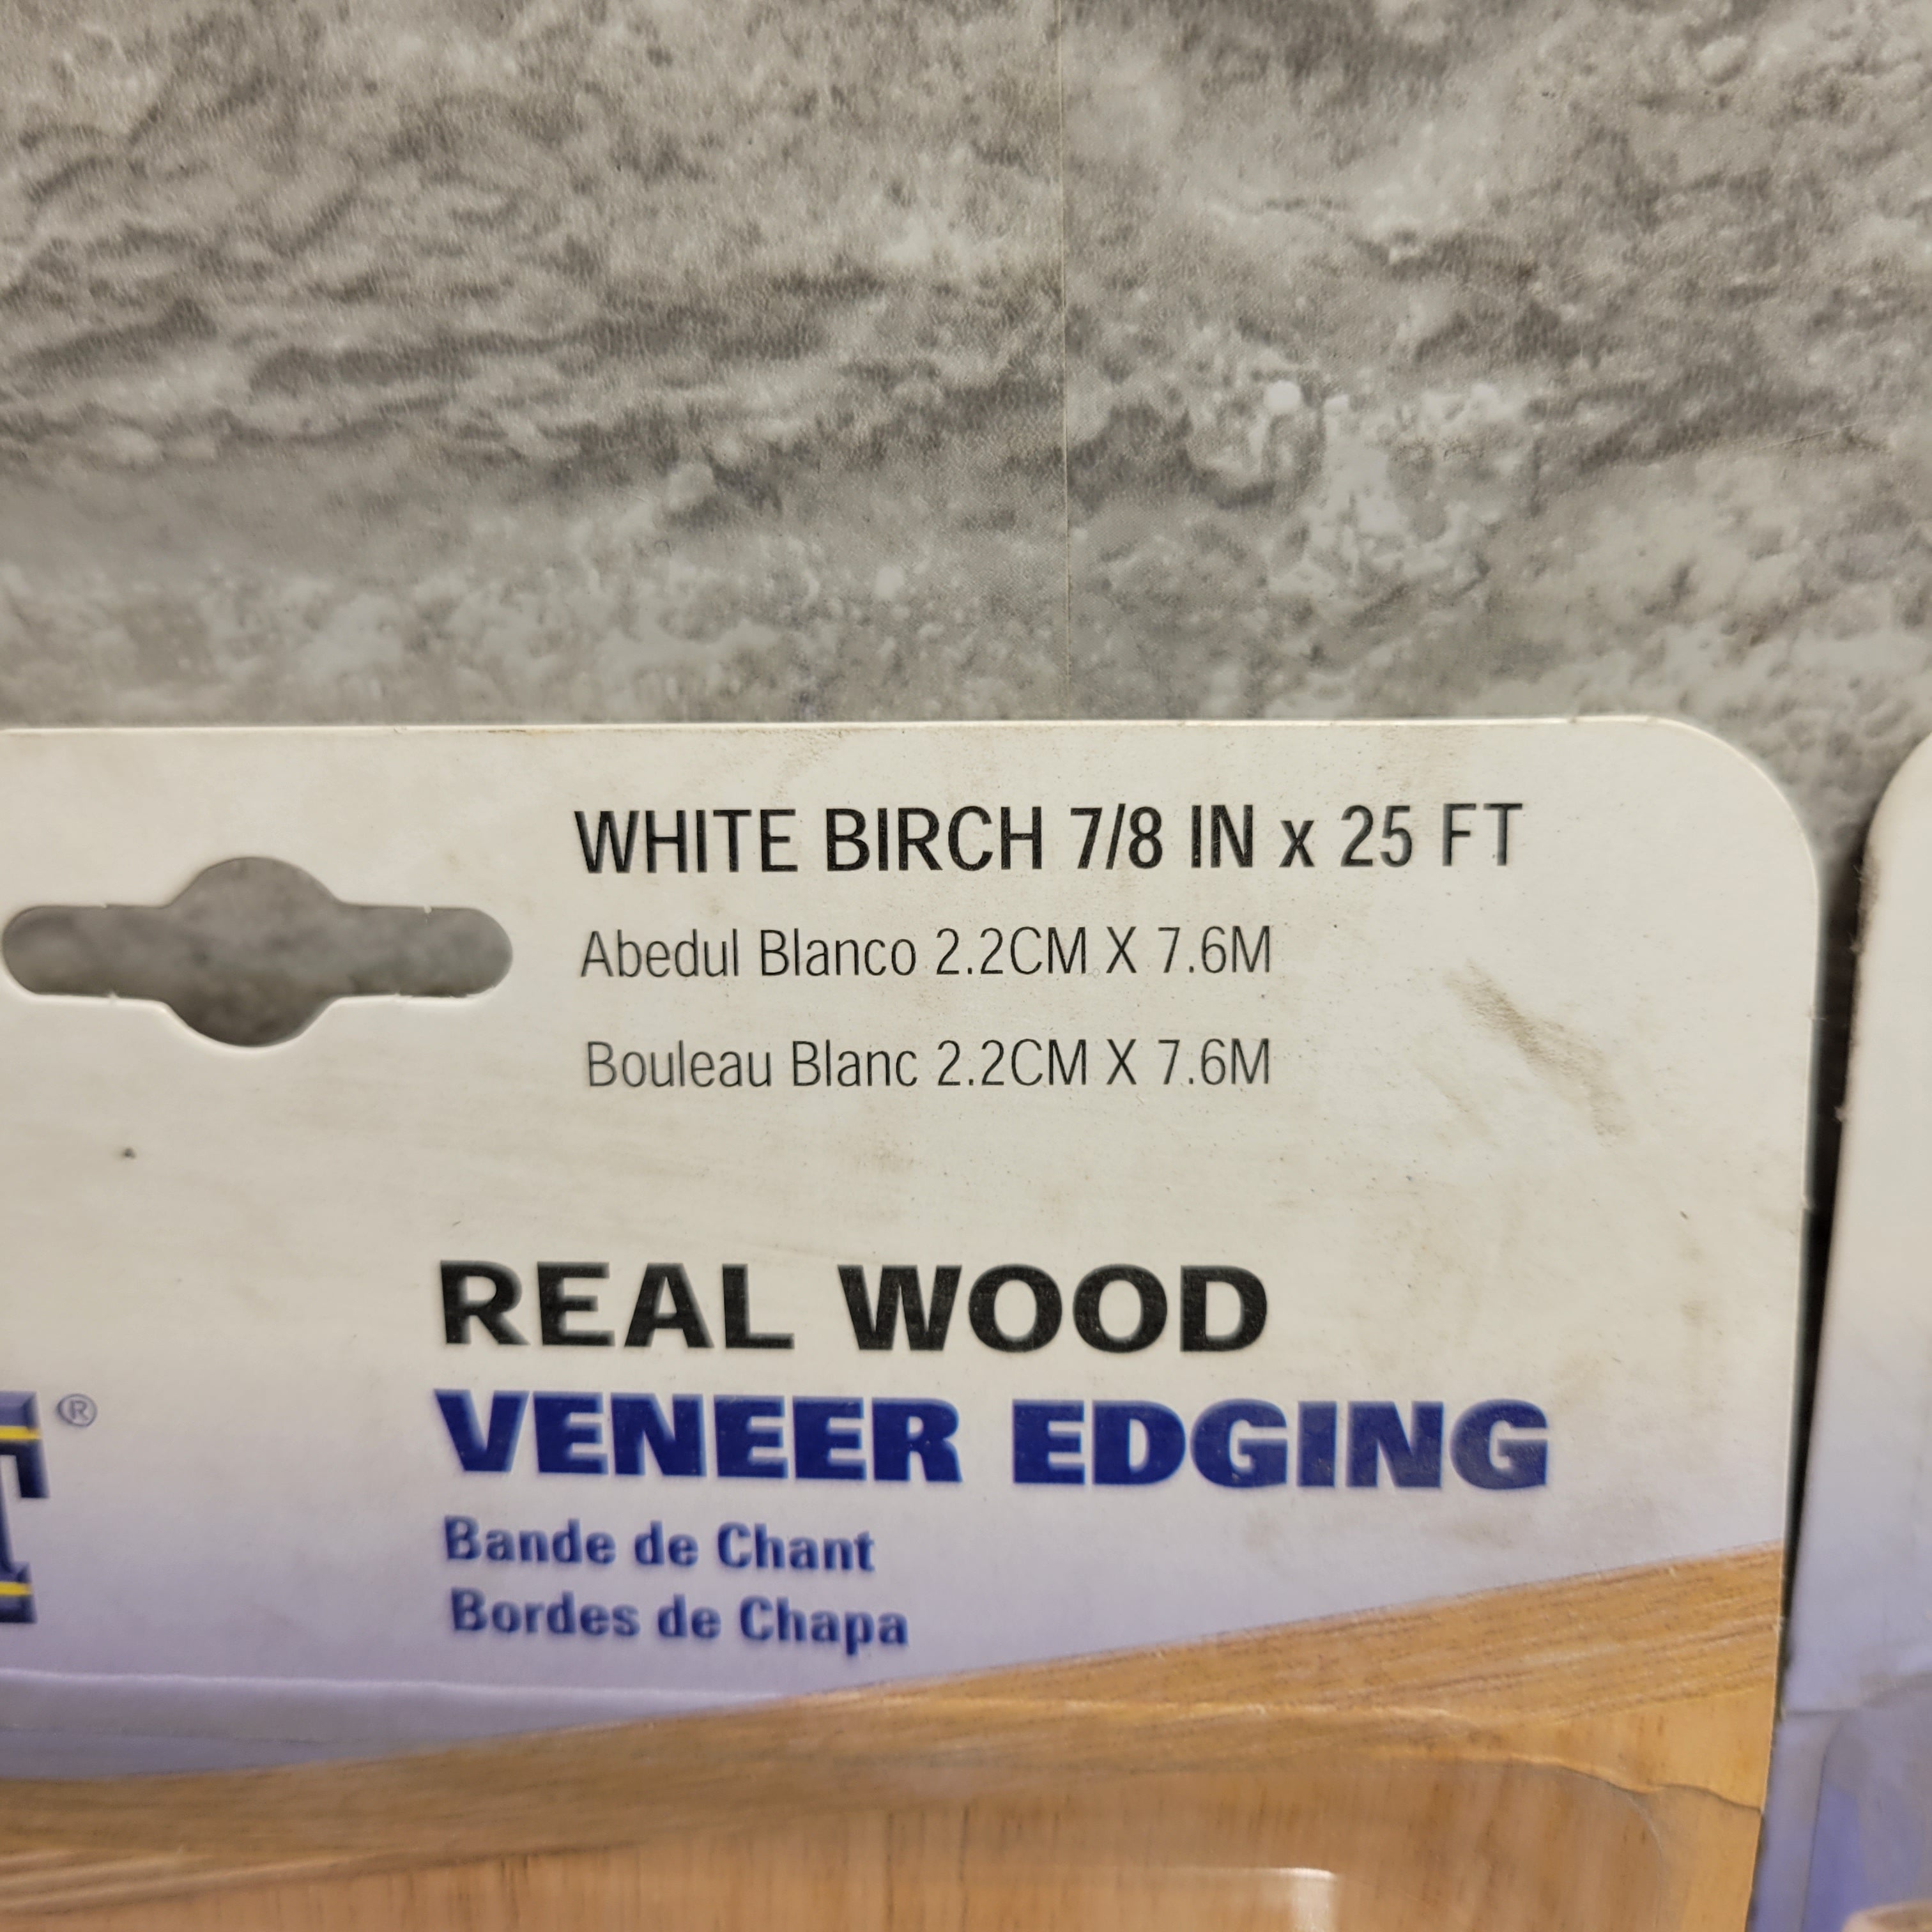 WHITE BIRCH 7/8 IN x 25 FT
Abedul Blanco 2.2CM X 7.6M
Bouleau Blanc 2.2CM X 7.6M
REAL WOOD
VENEER EDGING
Bande de Chant
Bordes de Chapa
T®